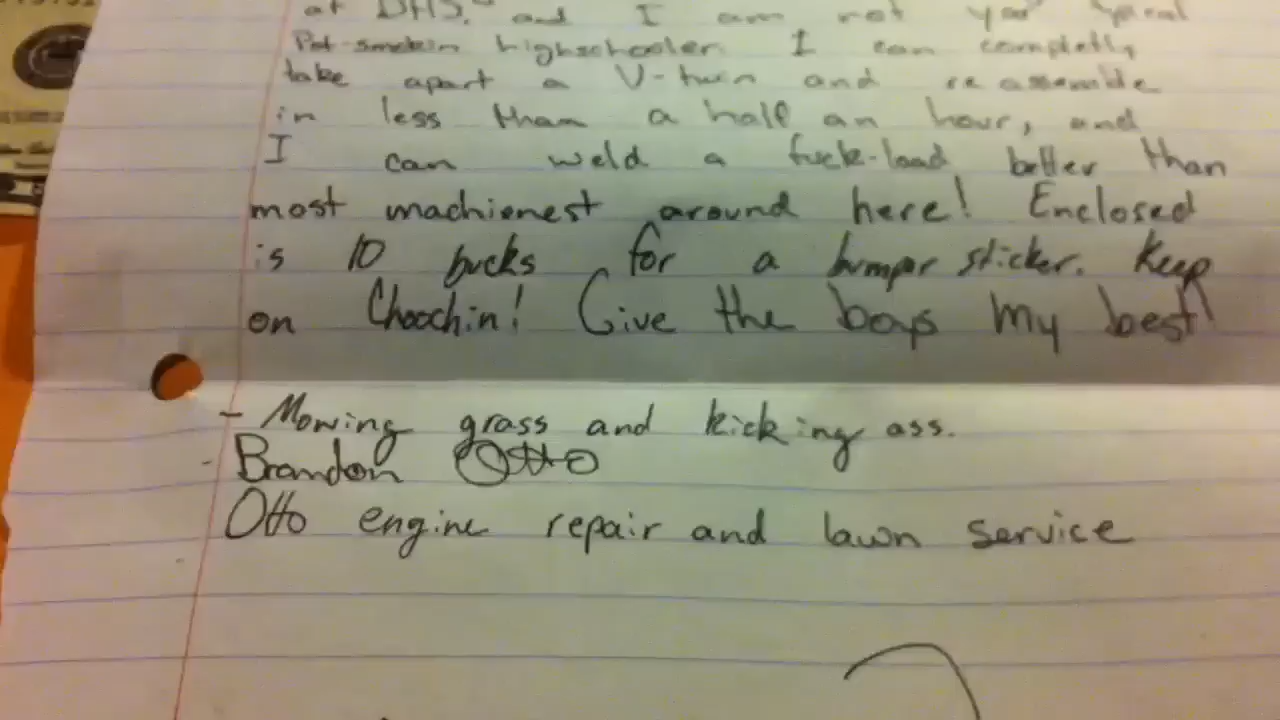 at DHS, and I am not your typical
Pot-smokin highschooler. I can completly
take apart a V-twin and reassemble
in less than a half an hour, and
I can weld a fuck-load better than
most machienest around here! Enclosed
is 10 bucks for a bumper sticker. Keep
on Choochin! Give the boys my best!
- Mowing grass and kicking ass.
- Brandon Otto
Otto engine repair and lawn service